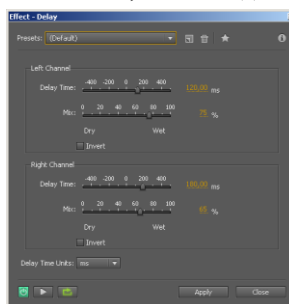 Effect - Delay
Presets: (Default)
Left Channel
-400 -200 0 200 400
Delay Time: 120,00 ms
0 20 40 60 80 100
Mix: 75 %
Dry Wet
Invert
Right Channel
-400 -200 0 200 400
Delay Time: 180,00 ms
0 20 40 60 80 100
Mix: 65 %
Dry Wet
Invert
Delay Time Units: ms
Apply Close